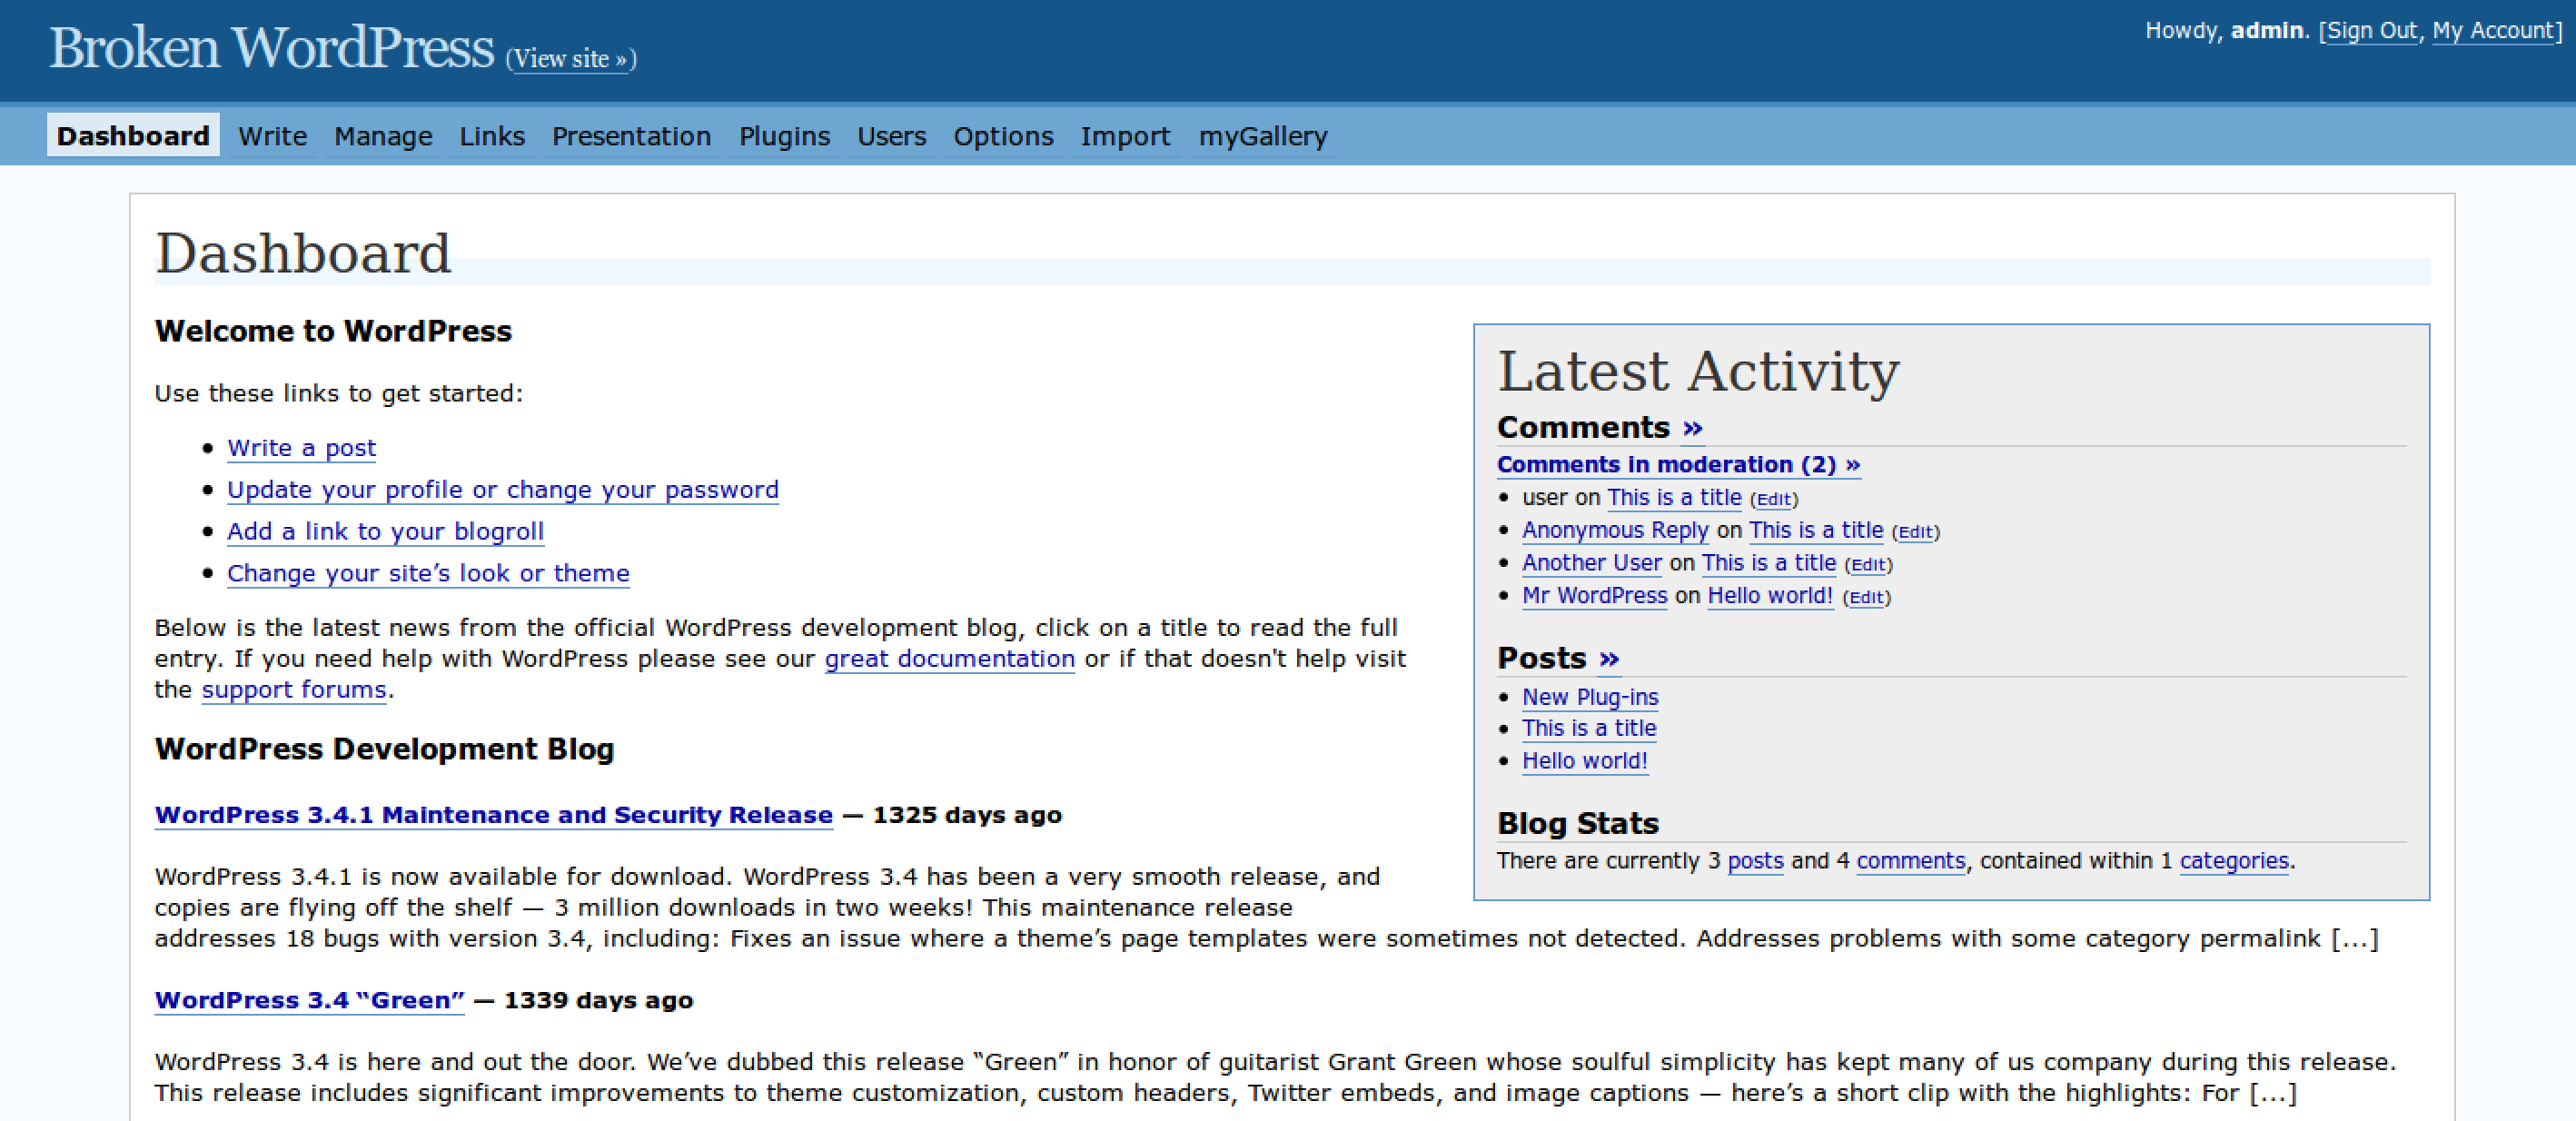 Broken WordPress (View site »)
Howdy, admin. [Sign Out, My Account]
Dashboard Write Manage Links Presentation Plugins Users Options Import myGallery
Dashboard
Welcome to WordPress
Use these links to get started:
• Write a post
• Update your profile or change your password
• Add a link to your blogroll
• Change your site’s look or theme
Below is the latest news from the official WordPress development blog, click on a title to read the full
entry. If you need help with WordPress please see our great documentation or if that doesn't help visit
the support forums.
WordPress Development Blog
WordPress 3.4.1 Maintenance and Security Release — 1325 days ago
WordPress 3.4.1 is now available for download. WordPress 3.4 has been a very smooth release, and
copies are flying off the shelf — 3 million downloads in two weeks! This maintenance release
addresses 18 bugs with version 3.4, including: Fixes an issue where a theme’s page templates were sometimes not detected. Addresses problems with some category permalink [...]
WordPress 3.4 “Green” — 1339 days ago
WordPress 3.4 is here and out the door. We’ve dubbed this release “Green” in honor of guitarist Grant Green whose soulful simplicity has kept many of us company during this release.
This release includes significant improvements to theme customization, custom headers, Twitter embeds, and image captions — here’s a short clip with the highlights: For [...]
Latest Activity
Comments »
Comments in moderation (2) »
• user on This is a title (Edit)
• Anonymous Reply on This is a title (Edit)
• Another User on This is a title (Edit)
• Mr WordPress on Hello world! (Edit)
Posts »
• New Plug-ins
• This is a title
• Hello world!
Blog Stats
There are currently 3 posts and 4 comments, contained within 1 categories.